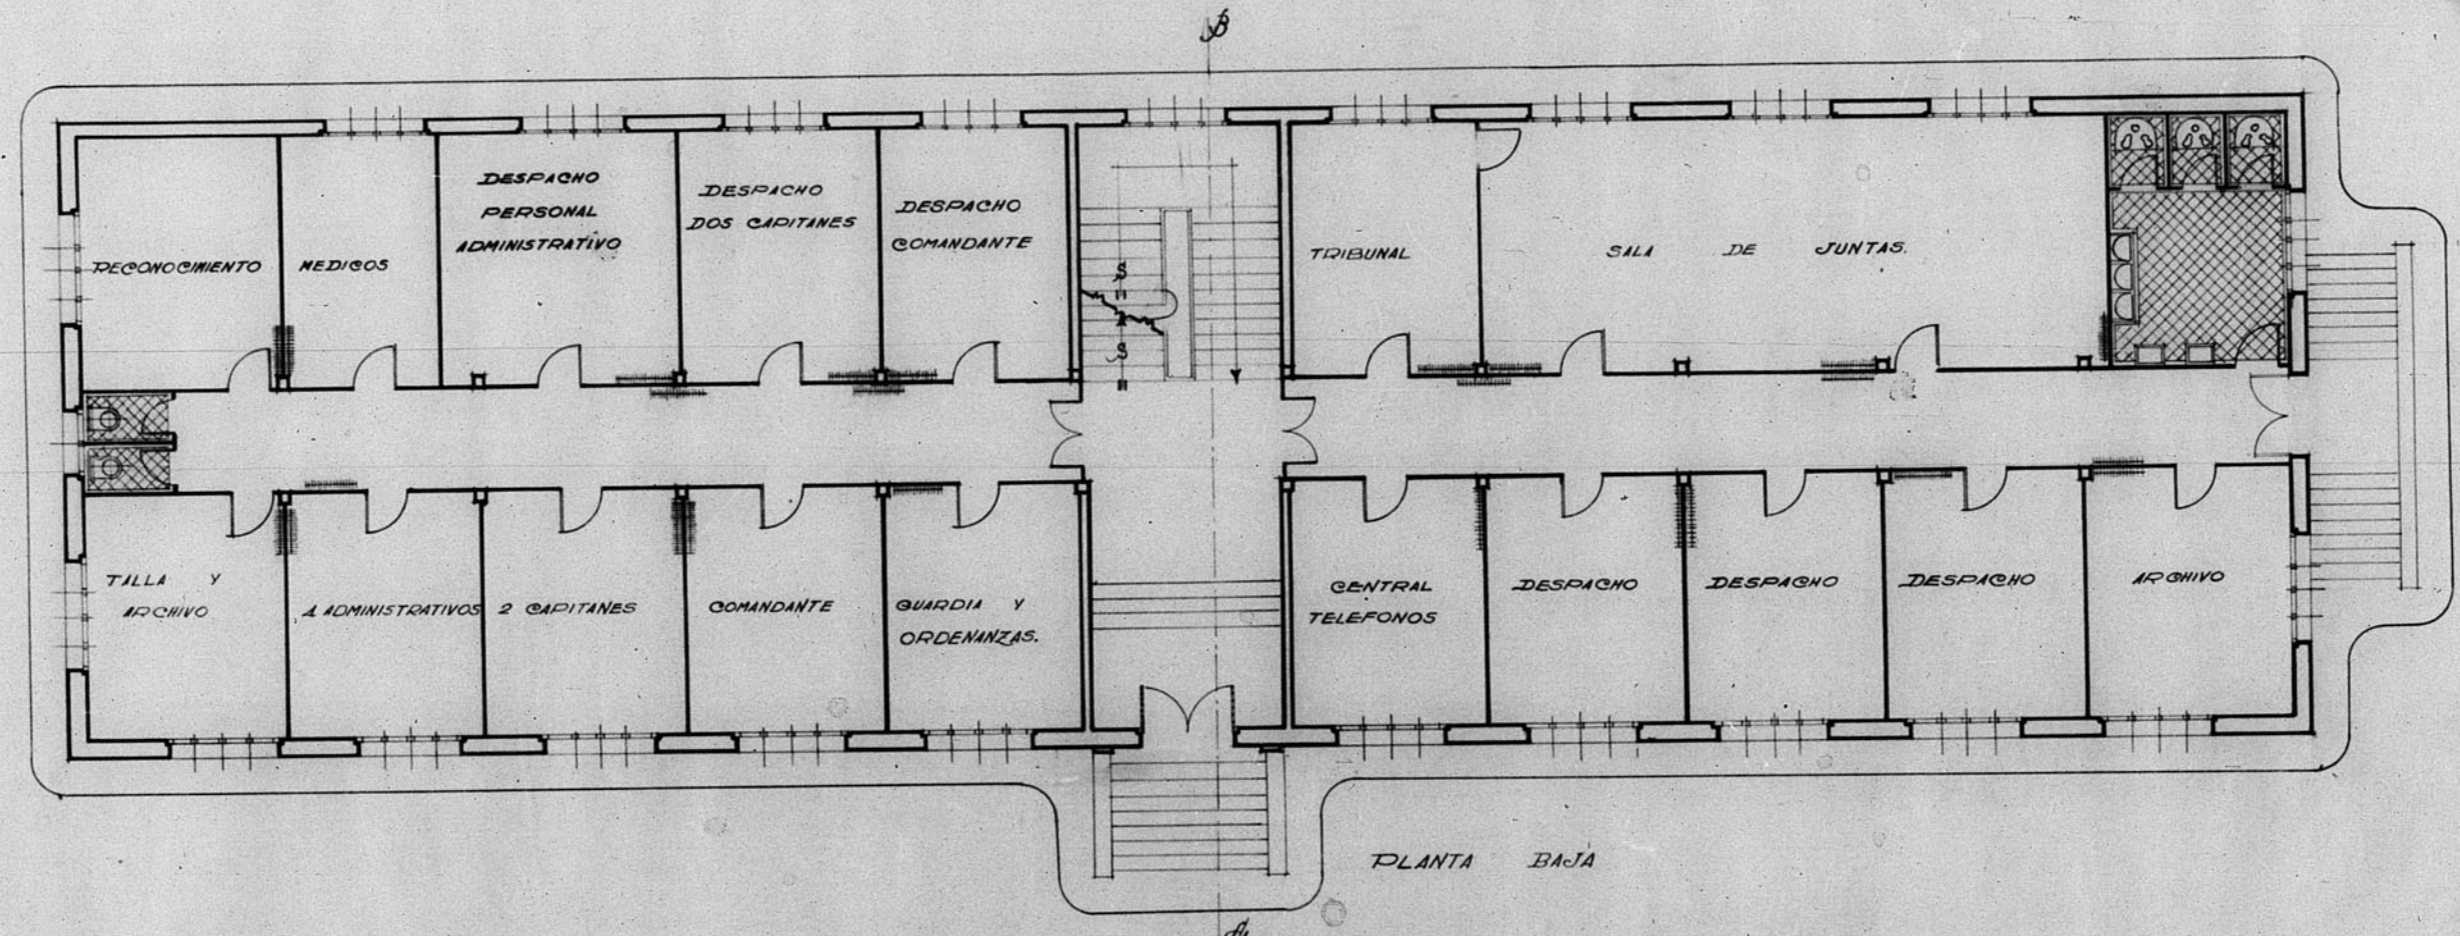 B
DESPACHO
PERSONAL
ADMINISTRATIVO
DESPACHO
DOS CAPITANES
DESPACHO
COMANDANTE
RECONOCIMIENTO
MEDICOS
TRIBUNAL
SALA DE JUNTAS.
S
S
TALLA Y
ARCHIVO
4 ADMINISTRATIVOS
2 CAPITANES
COMANDANTE
GUARDIA Y
ORDENANZAS.
CENTRAL
TELEFONOS
DESPACHO
DESPACHO
DESPACHO
ARCHIVO
PLANTA BAJA
A